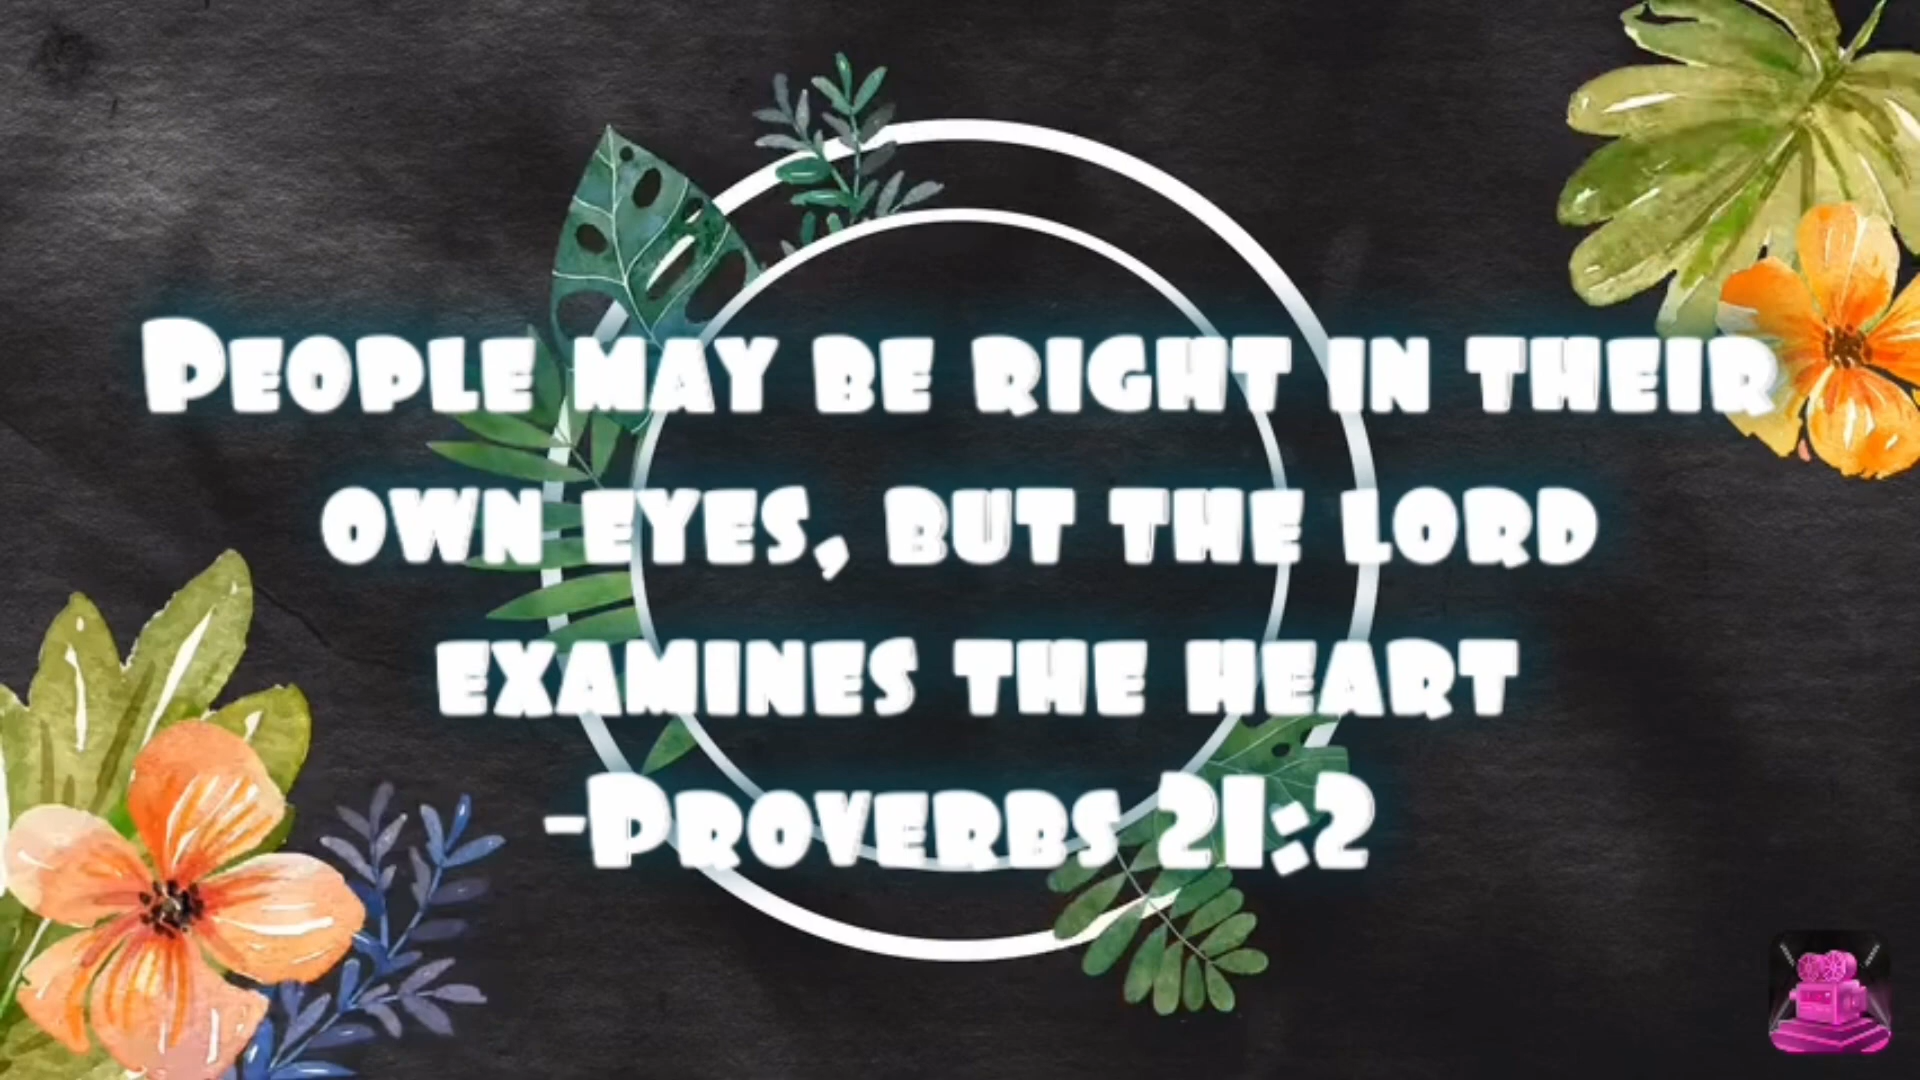 People may be right in their
own eyes, but the Lord
examines the heart
-Proverbs 21:2